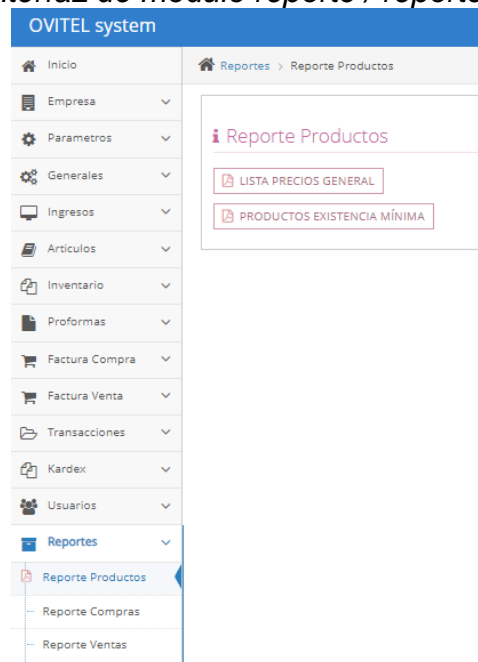 OVITEL system
Inicio
Reportes > Reporte Productos
Empresa
Parametros
Generales
Ingresos
Articulos
Inventario
Proformas
Factura Compra
Factura Venta
Transacciones
Kardex
Usuarios
Reportes
Reporte Productos
Reporte Compras
Reporte Ventas
Reporte Productos
LISTA PRECIOS GENERAL
PRODUCTOS EXISTENCIA MÍNIMA